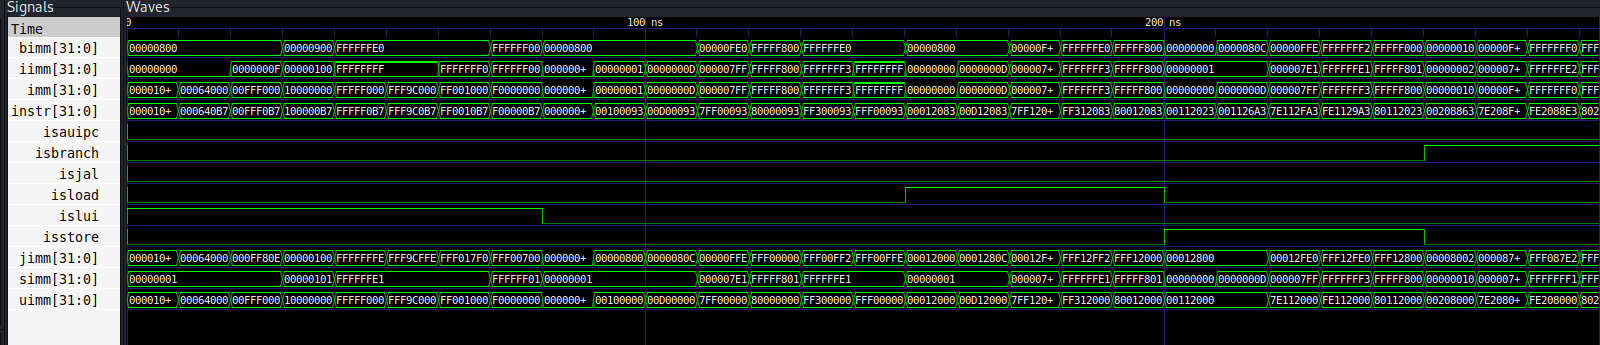 Signals Waves
Time 0 100 ns 200 ns
bimm[31:0] 00000800 00000900 FFFFFFE0 FFFFFF00 00000800 00000FE0 FFFFF800 FFFFFFE0 00000800 00000F+ FFFFFFE0 FFFFF800 00000000 0000080C 00000FFE FFFFFFF2 FFFFF000 00000010 00000F+ FFFFFFF0 FFF
iimm[31:0] 00000000 0000000F 00000100 FFFFFFFF FFFFFFF0 FFFFFF00 000000+ 00000001 0000000D 000007FF FFFFF800 FFFFFFF3 FFFFFFFF 00000000 0000000D 000007+ FFFFFFF3 FFFFF800 00000001 000007E1 FFFFFFE1 FFFFF801 00000002 000007+ FFFFFFE2 FFF
imm[31:0] 000010+ 00064000 00FFF000 10000000 FFFFF000 FFF9C000 FF001000 F0000000 000000+ 00000001 0000000D 000007FF FFFFF800 FFFFFFF3 FFFFFFFF 00000000 0000000D 000007+ FFFFFFF3 FFFFF800 00000000 0000000D 000007FF FFFFFFF3 FFFFF800 00000010 00000F+ FFFFFFF0 FFF
instr[31:0] 000010+ 000640B7 00FFF0B7 100000B7 FFFFF0B7 FFF9C0B7 FF0010B7 F00000B7 000000+ 00100093 00D00093 7FF00093 80000093 FF300093 FFF00093 00012083 00D12083 7FF120+ FF312083 80012083 00112023 001126A3 7E112FA3 FE1129A3 80112023 00208863 7E208F+ FE2088E3 802
isauipc
isbranch
isjal
isload
islui
isstore
jimm[31:0] 000010+ 00064000 000FF80E 00000100 FFFFF000 FFF9CFFE FF017F0 FFF00700 000000+ 00000800 0000080C 00000FFE FFF00000 FFF00FF2 FFF00FFE 00012000 0001280C 00012F+ FFF12FF2 FFF12000 00012800 00012FE0 FFF12FE0 FFF12800 00008002 000087+ FFF087E2 FFF
simm[31:0] 00000001 00000101 FFFFFFE1 FFFFFF01 00000001 000007E1 FFFFF801 FFFFFFE1 00000001 000007+ FFFFFFE1 FFFFF801 00000000 0000000D 000007FF FFFFFFF3 FFFFF800 00000010 000007+ FFFFFFF1 FFF
uimm[31:0] 000010+ 00064000 00FFF000 10000000 FFFFF000 FFF9C000 FF001000 F0000000 000000+ 00100000 00D00000 7FF00000 80000000 FF300000 FFF00000 00012000 00D12000 7FF120+ FF312000 80012000 00112000 7E112000 FE112000 80112000 00208000 7E2080+ FE208000 802